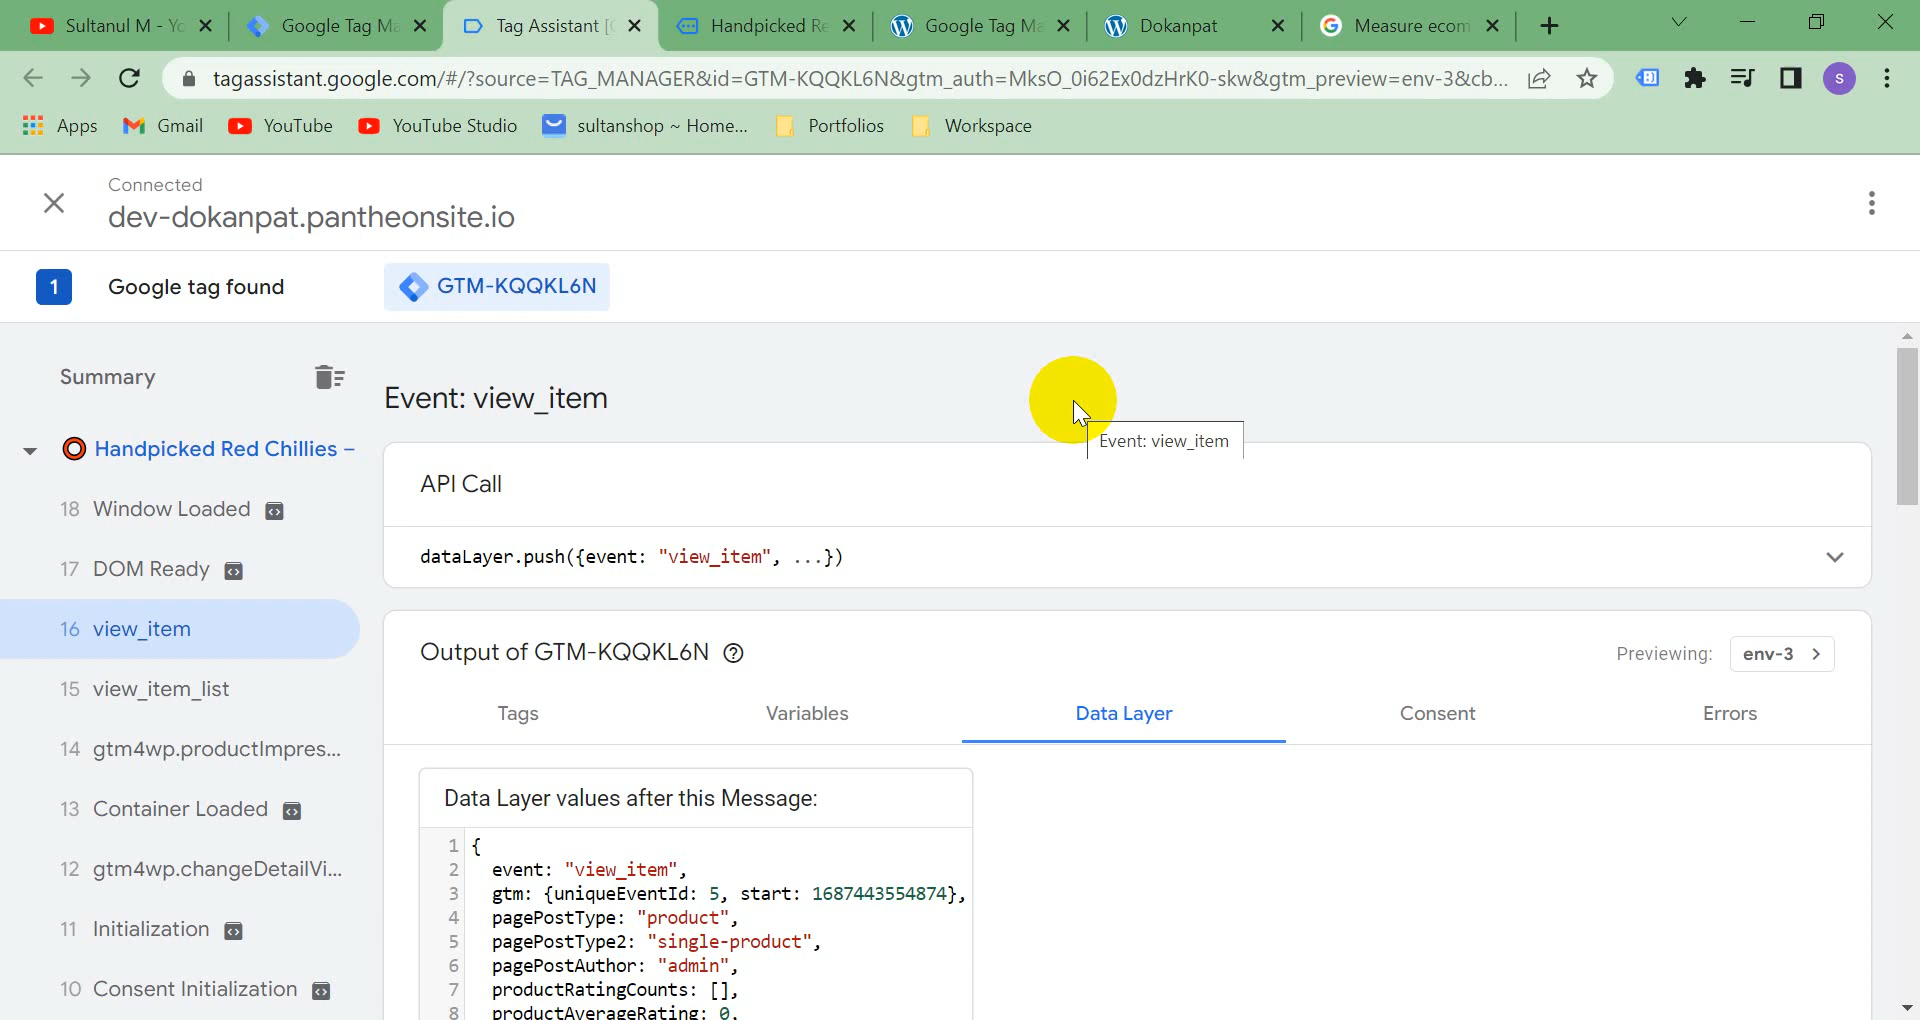 Sultanul M - Yo
Google Tag Ma
Tag Assistant [
Handpicked Re
Google Tag Ma
Dokanpat
Measure ecom
tagassistant.google.com/#/?source=TAG_MANAGER&id=GTM-KQQKL6N&gtm_auth=MksO_0i62Ex0dzHrK0-skw&gtm_preview=env-3&cb...
s
Apps
Gmail
YouTube
YouTube Studio
sultanshop ~ Home...
Portfolios
Workspace
Connected
dev-dokanpat.pantheonsite.io
1
Google tag found
GTM-KQQKL6N
Summary
Handpicked Red Chillies –
18 Window Loaded
17 DOM Ready
16 view_item
15 view_item_list
14 gtm4wp.productImpres...
13 Container Loaded
12 gtm4wp.changeDetailVi...
11 Initialization
10 Consent Initialization
Event: view_item
Event: view_item
API Call
dataLayer.push({event: "view_item", ...})
Output of GTM-KQQKL6N
Previewing: env-3
Tags
Variables
Data Layer
Consent
Errors
Data Layer values after this Message:
1 {
2 event: "view_item",
3 gtm: {uniqueEventId: 5, start: 1687443554874},
4 pagePostType: "product",
5 pagePostType2: "single-product",
6 pagePostAuthor: "admin",
7 productRatingCounts: [],
8 productAverageRating: 0,